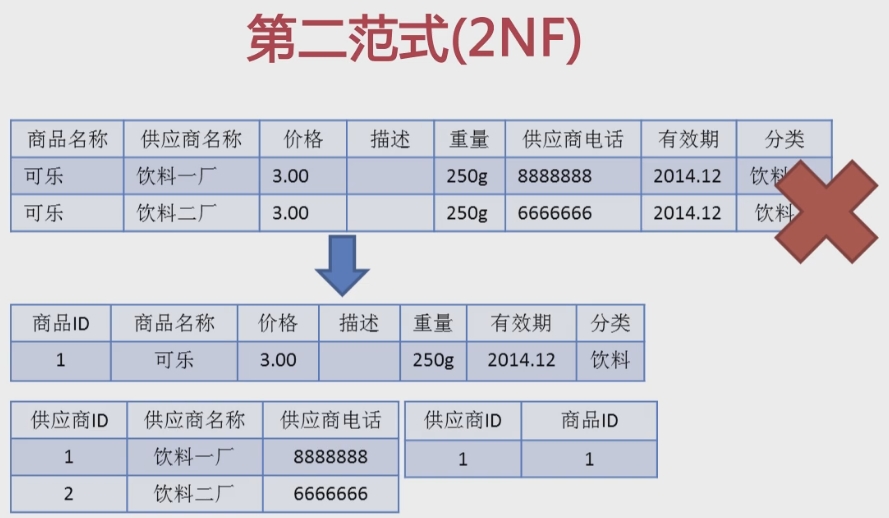 第二范式(2NF)
商品名称 供应商名称 价格 描述 重量 供应商电话 有效期 分类
可乐 饮料一厂 3.00 250g 8888888 2014.12 饮料
可乐 饮料二厂 3.00 250g 6666666 2014.12 饮料
商品ID 商品名称 价格 描述 重量 有效期 分类
1 可乐 3.00 250g 2014.12 饮料
供应商ID 供应商名称 供应商电话
1 饮料一厂 8888888
2 饮料二厂 6666666
供应商ID 商品ID
1 1